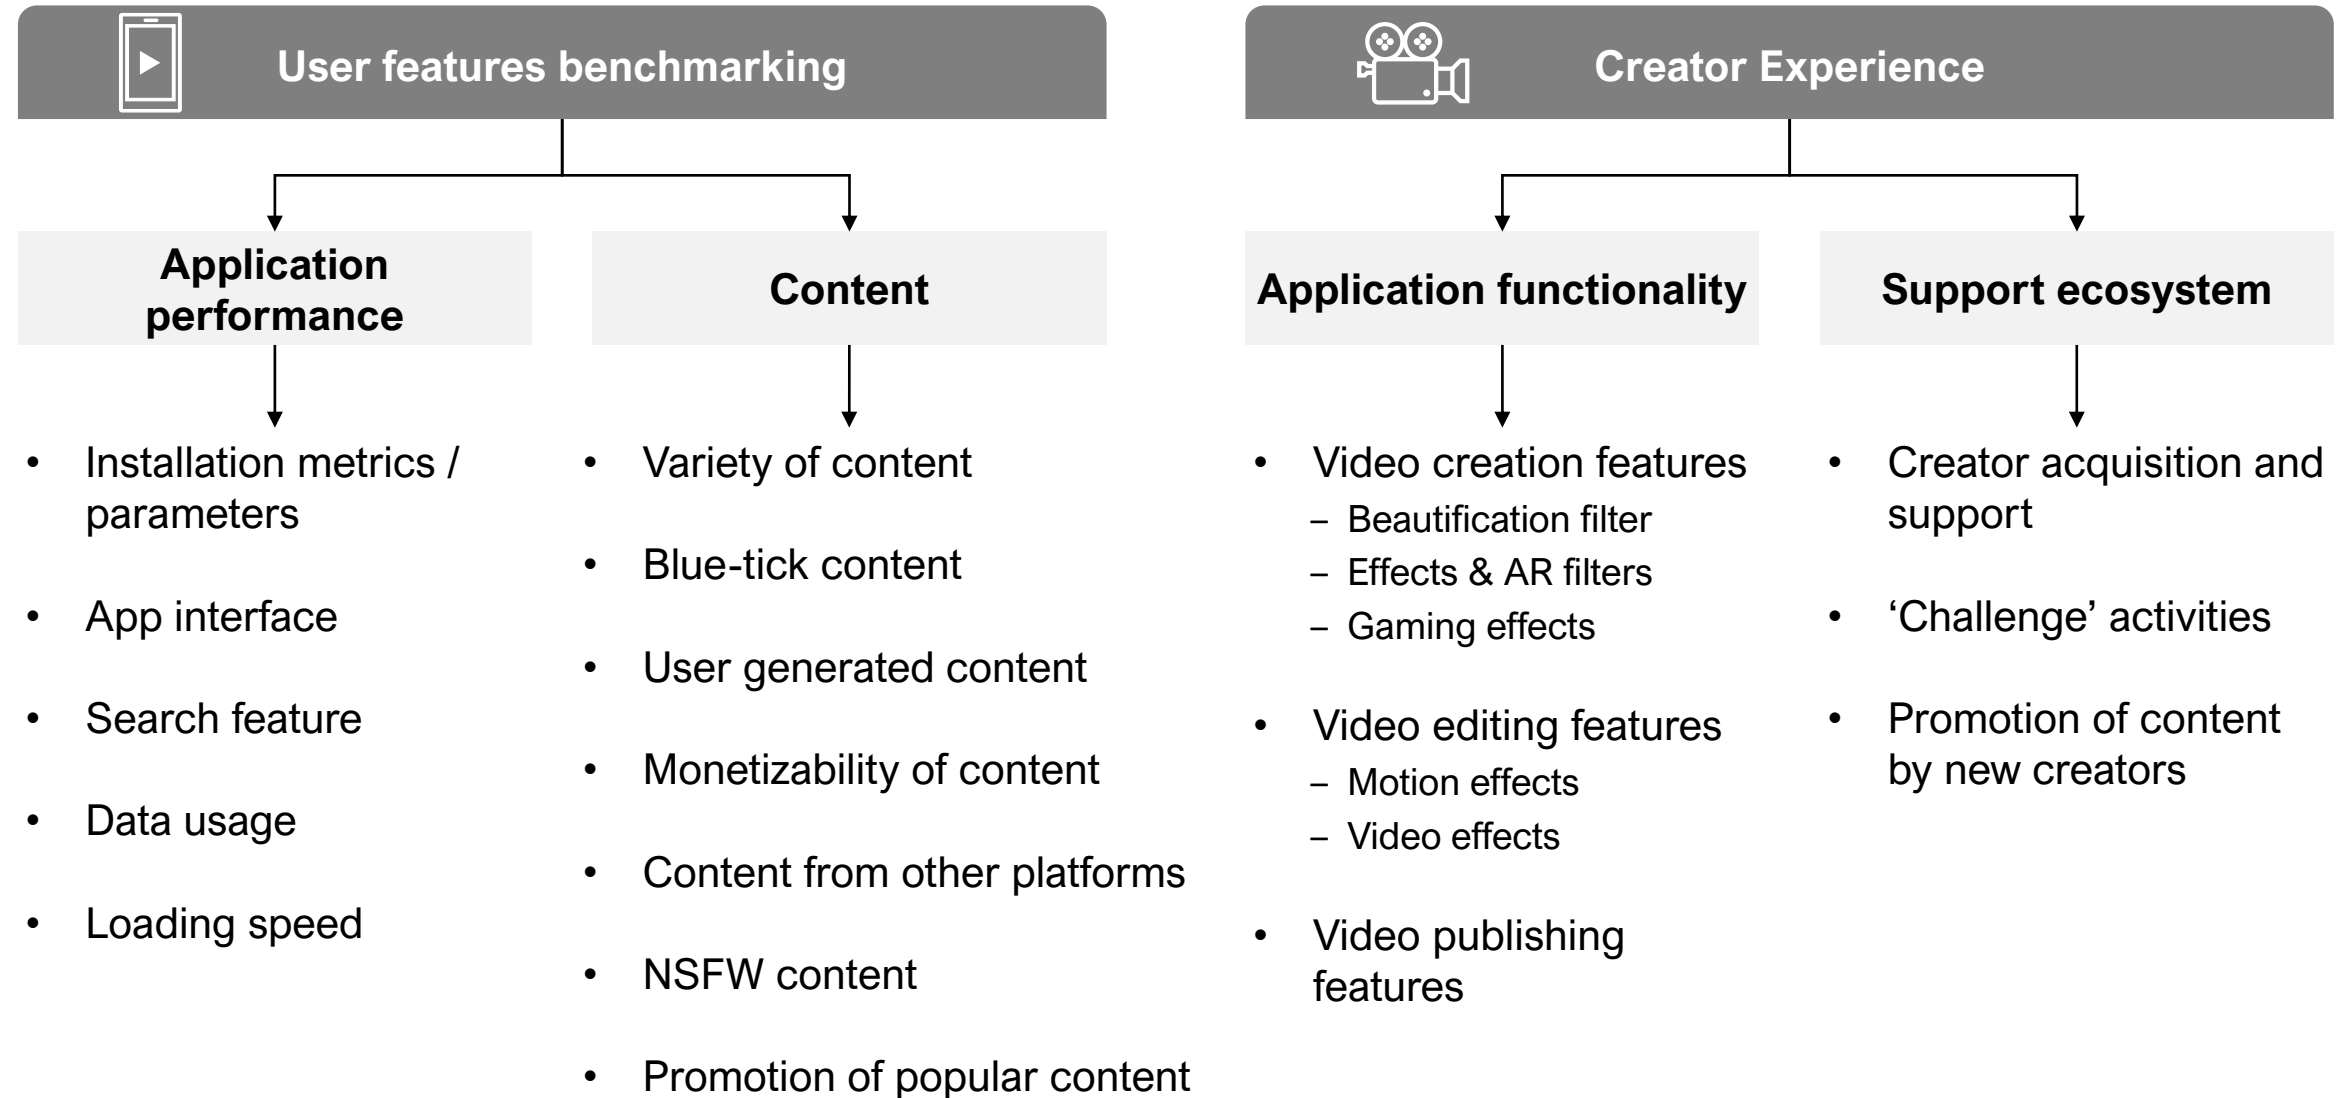 User features benchmarking
Application
performance
• Installation metrics /
parameters
• App interface
• Search feature
• Data usage
• Loading speed
Content
• Variety of content
• Blue-tick content
• User generated content
• Monetizability of content
• Content from other platforms
• NSFW content
• Promotion of popular content
Creator Experience
Application functionality
• Video creation features
– Beautification filter
– Effects & AR filters
– Gaming effects
• Video editing features
– Motion effects
– Video effects
• Video publishing
features
Support ecosystem
• Creator acquisition and
support
• ‘Challenge’ activities
• Promotion of content
by new creators